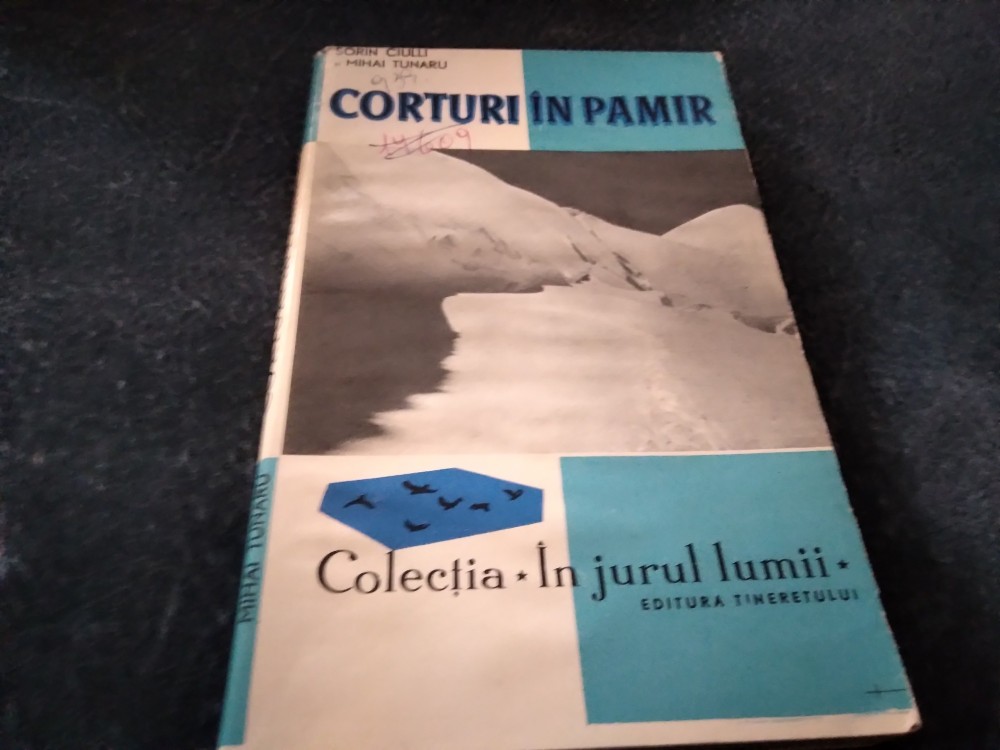 SORIN CIULLI
MIHAI TUNARU
CORTURI ÎN PAMIR
Colecția * În jurul lumii *
EDITURA TINERETULUI
MIHAI TUNARU